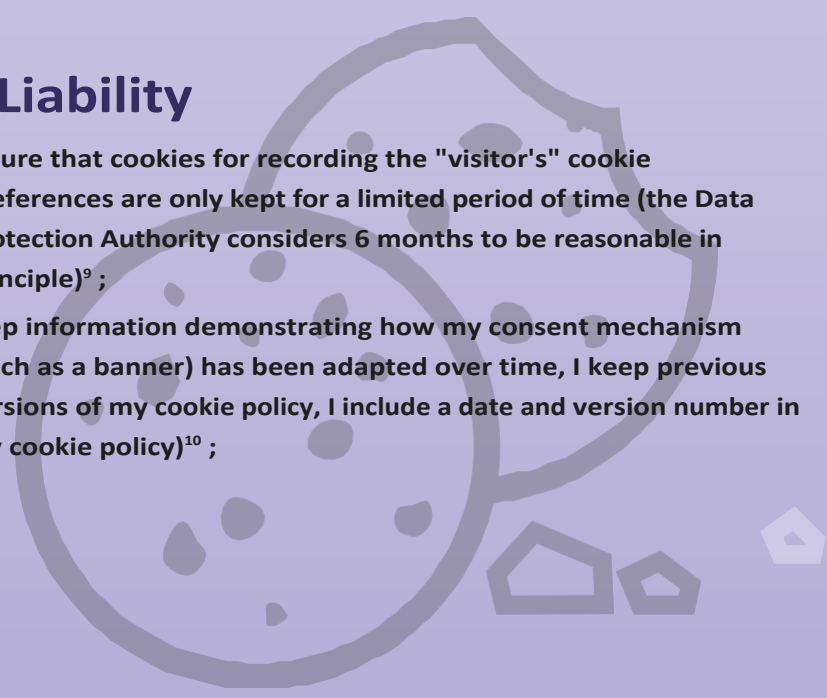 Liability
ure that cookies for recording the "visitor's" cookie
eferences are only kept for a limited period of time (the Data
otection Authority considers 6 months to be reasonable in
inciple)⁹ ;
ep information demonstrating how my consent mechanism
ch as a banner) has been adapted over time, I keep previous
rsions of my cookie policy, I include a date and version number in
cookie policy)¹⁰ ;